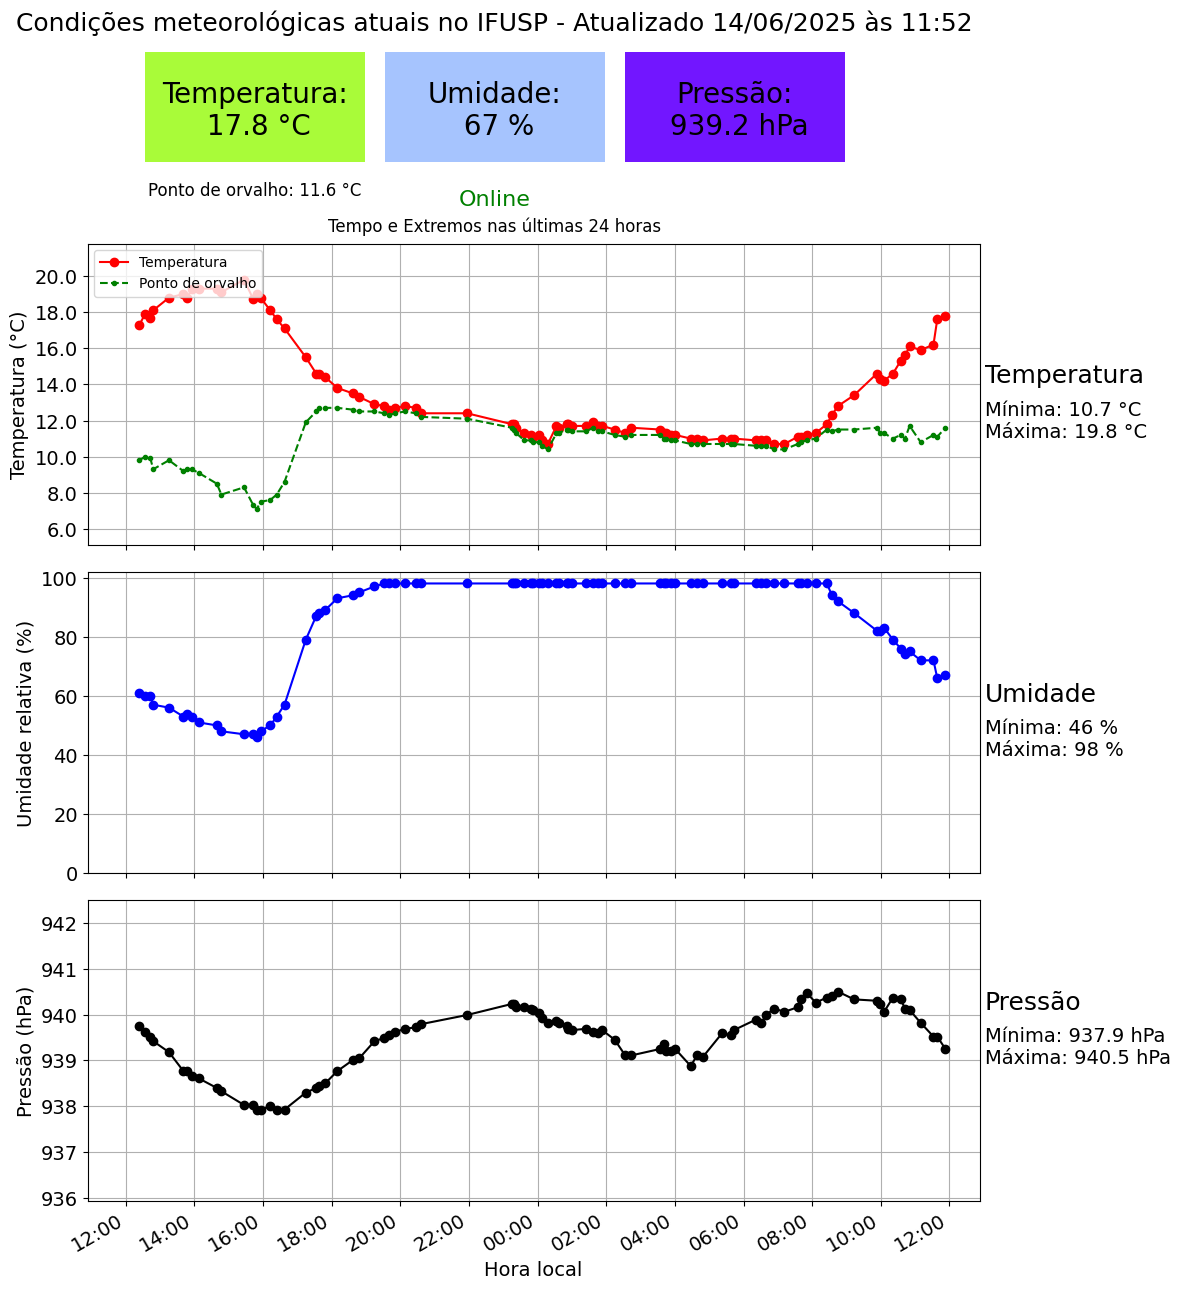 Condições meteorológicas atuais no IFUSP - Atualizado 14/06/2025 às 11:52
Temperatura:
17.8 °C
Umidade:
67 %
Pressão:
939.2 hPa
Ponto de orvalho: 11.6 °C
Online
Tempo e Extremos nas últimas 24 horas
Temperatura
Ponto de orvalho
Temperatura (°C)
20.0
18.0
16.0
14.0
12.0
10.0
8.0
6.0
Temperatura
Mínima: 10.7 °C
Máxima: 19.8 °C
Umidade relativa (%)
100
80
60
40
20
0
Umidade
Mínima: 46 %
Máxima: 98 %
Pressão (hPa)
942
941
940
939
938
937
936
Pressão
Mínima: 937.9 hPa
Máxima: 940.5 hPa
12:00 14:00 16:00 18:00 20:00 22:00 00:00 02:00 04:00 06:00 08:00 10:00 12:00
Hora local